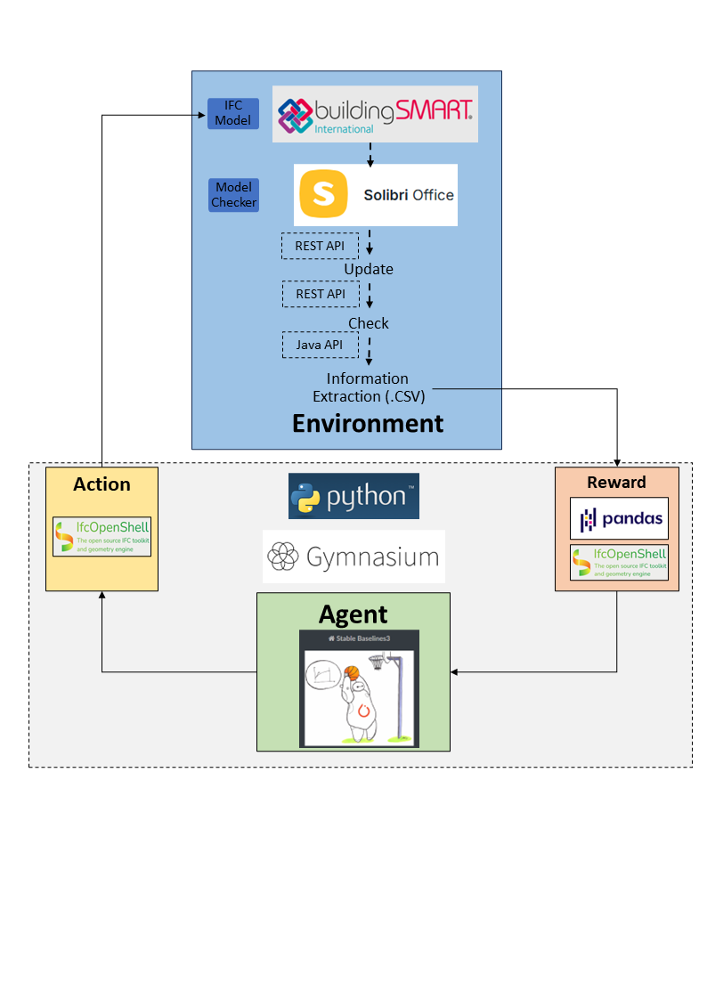 IFC
Model
buildingSMART®
International
Model
Checker
S
Solibri Office
REST API
Update
REST API
Check
Java API
Information
Extraction (.CSV)
Environment
Action
IfcOpenShell
The open source IFC toolkit
and geometry engine
python™
Gymnasium
Reward
pandas
IfcOpenShell
The open source IFC toolkit
and geometry engine
Agent
Stable Baselines3